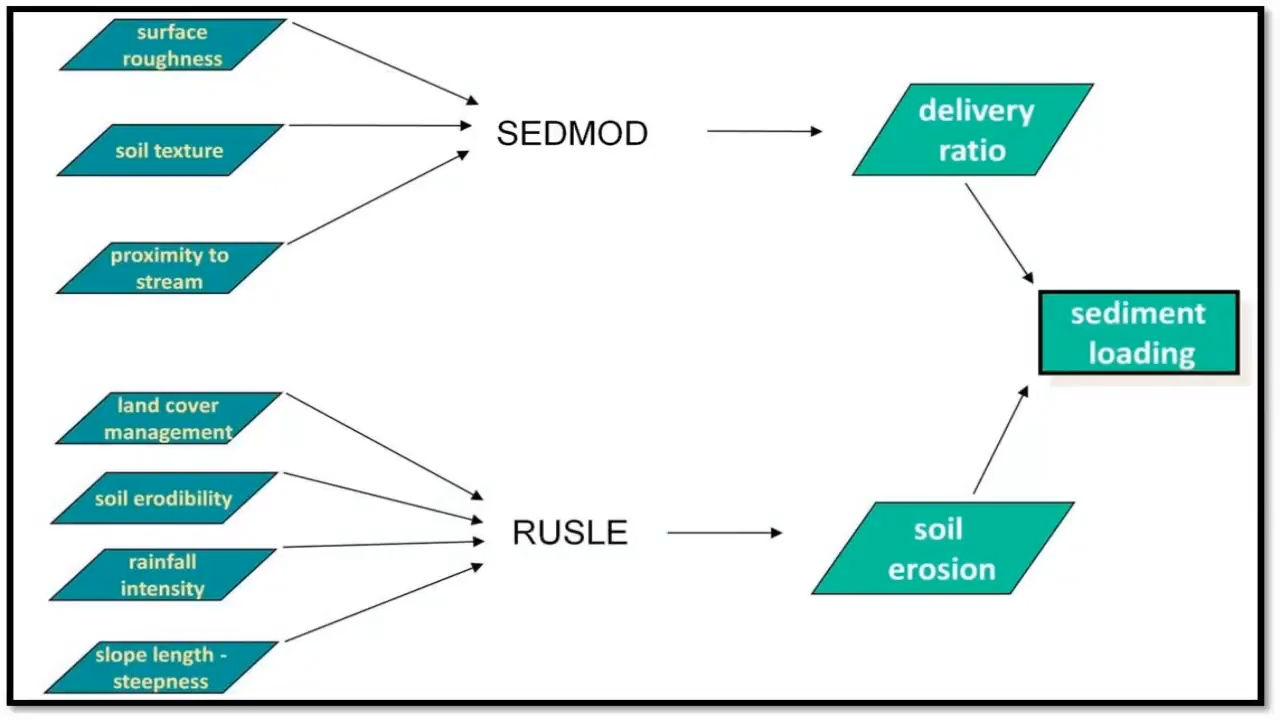 surface
roughness
soil texture
proximity to
stream
SEDMOD
delivery
ratio
sediment
loading
land cover
management
soil erodibility
rainfall
intensity
slope length -
steepness
RUSLE
soil
erosion